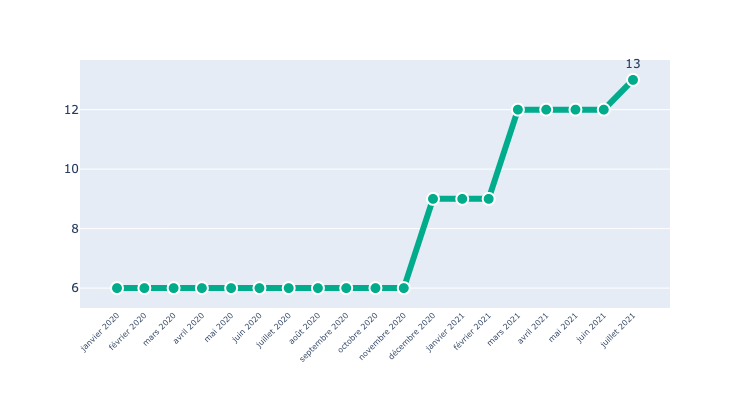 13
12
10
8
6
janvier 2020
février 2020
mars 2020
avril 2020
mai 2020
juin 2020
juillet 2020
août 2020
septembre 2020
octobre 2020
novembre 2020
décembre 2020
janvier 2021
février 2021
mars 2021
avril 2021
mai 2021
juin 2021
juillet 2021